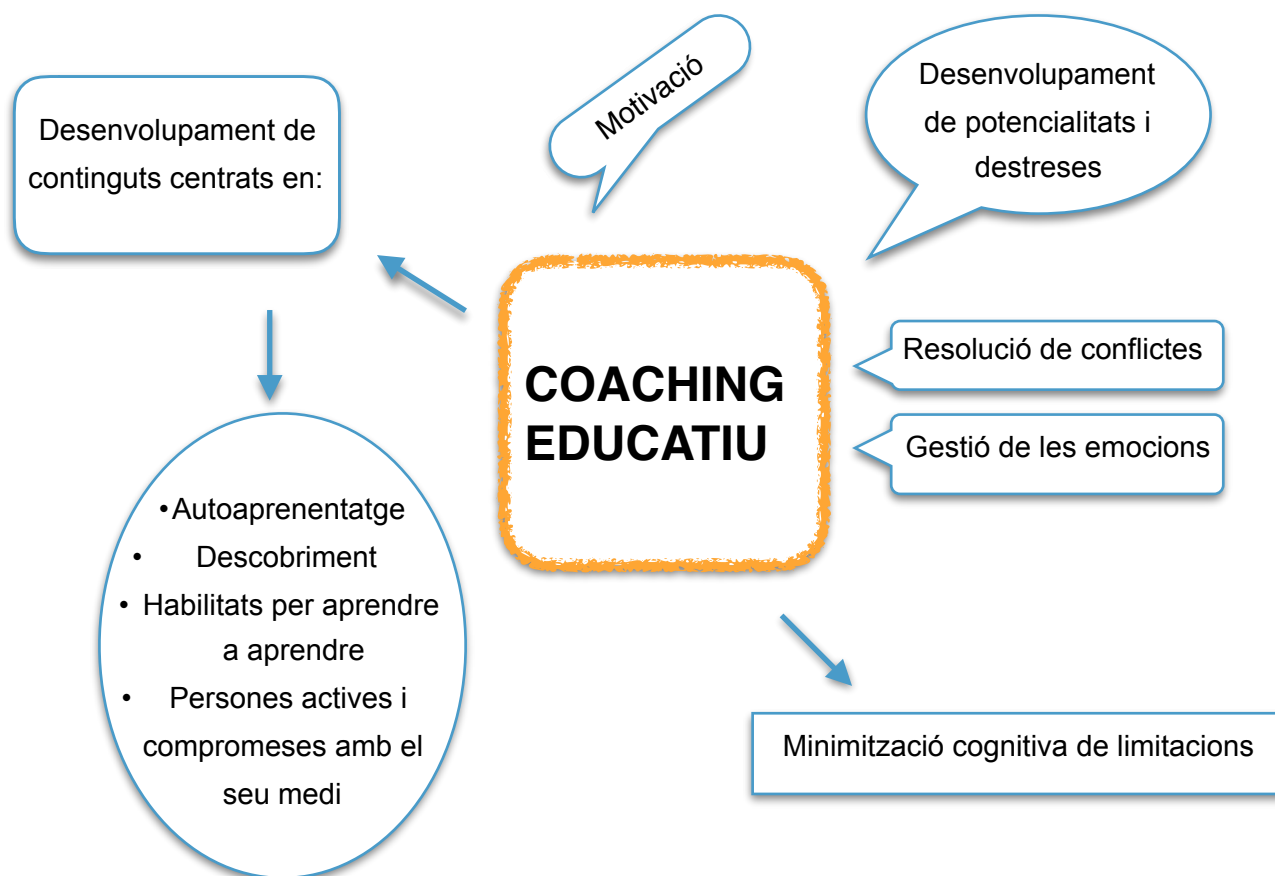 Motivació
Desenvolupament
de potencialitats i
destreses
Desenvolupament de
continguts centrats en:
Resolució de conflictes
COACHING
EDUCATIU
Gestió de les emocions
•Autoaprenentatge
• Descobriment
• Habilitats per aprendre
a aprendre
• Persones actives i
compromeses amb el
seu medi
Minimització cognitiva de limitacions